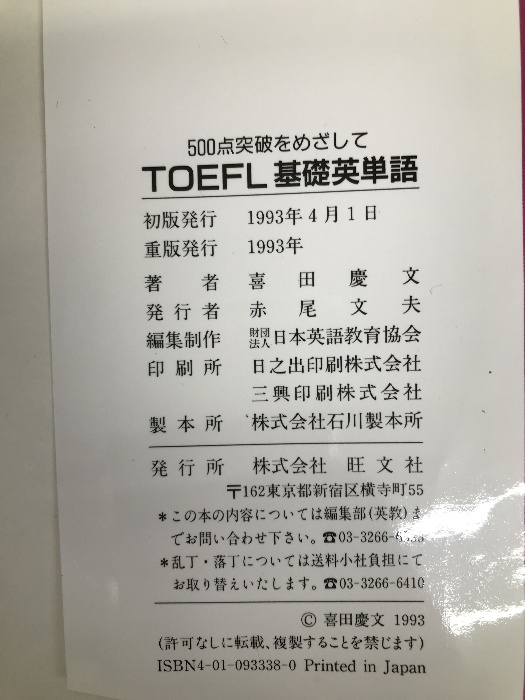 500点突破をめざして
TOEFL 基礎英単語
初版発行 1993年4月1日
重版発行 1993年
著者 喜田慶文
発行者 赤尾文夫
編集制作 財団法人日本英語教育協会
印刷所 日之出印刷株式会社
三興印刷株式会社
製本所 株式会社石川製本所
発行所 株式会社 旺文社
〒162東京都新宿区横寺町55
*この本の内容については編集部(英教)ま
でお問い合わせ下さい。☎03-3266-
*乱丁・落丁については送料小社負担にて
お取り替えいたします。☎03-3266-6410
© 喜田慶文 1993
(許可なしに転載、複製することを禁じます)
ISBN4-01-093338-0 Printed in Japan